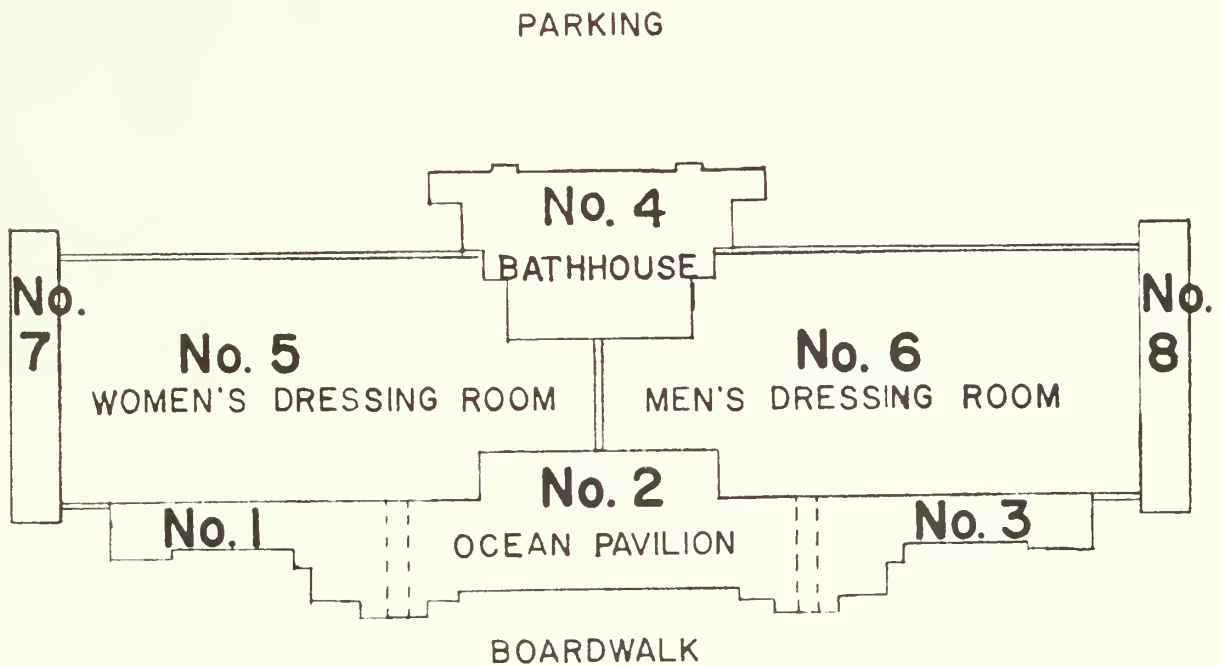 PARKING
No. 4
BATHHOUSE
No.
7
No.
8
No. 5
WOMEN'S DRESSING ROOM
No. 6
MEN'S DRESSING ROOM
No. 2
OCEAN PAVILION
No. 1
No. 3
BOARDWALK